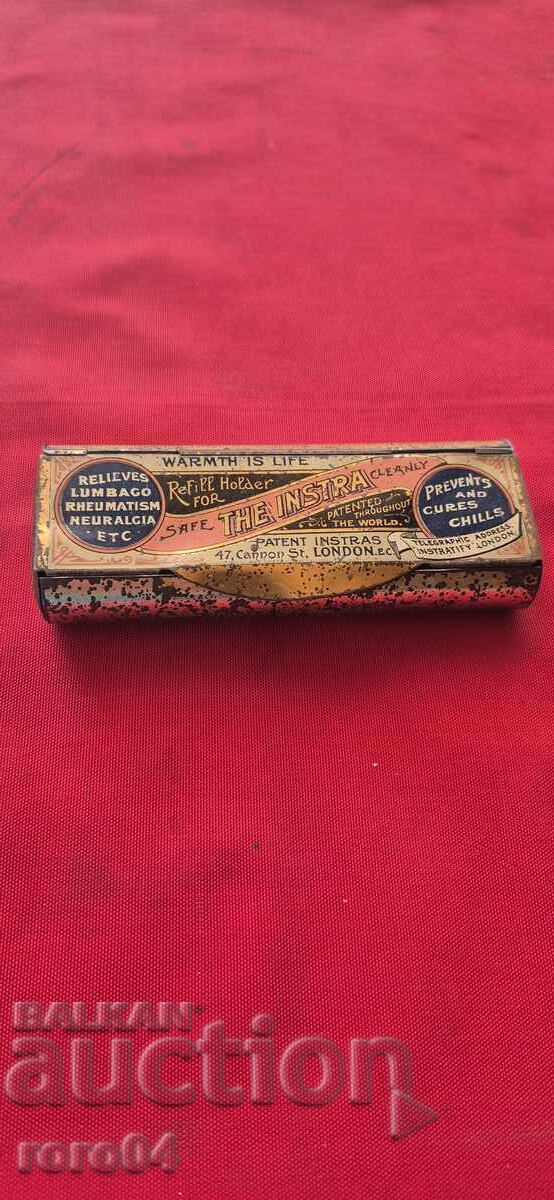 WARMTH IS LIFE
RELIEVES
LUMBAGO
RHEUMATISM
NEURALGIA
ETC
Refill Holder
FOR
SAFE THE INSTRA CLEANLY
PATENTED
THROUGHOUT
THE WORLD.
PATENT INSTRAS
47, Cannon St. LONDON. E.C.
PREVENTS
AND
CURES
CHILLS
TELEGRAPHIC ADDRESS
INSTRATIFY LONDON.
BALKAN
auction
roro04